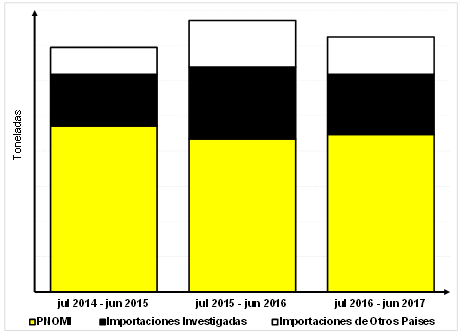 Toneladas
jul 2014 - jun 2015
jul 2015 - jun 2016
jul 2016 - jun 2017
PNOMI
Importaciones Investigadas
Importaciones de Otros Paises